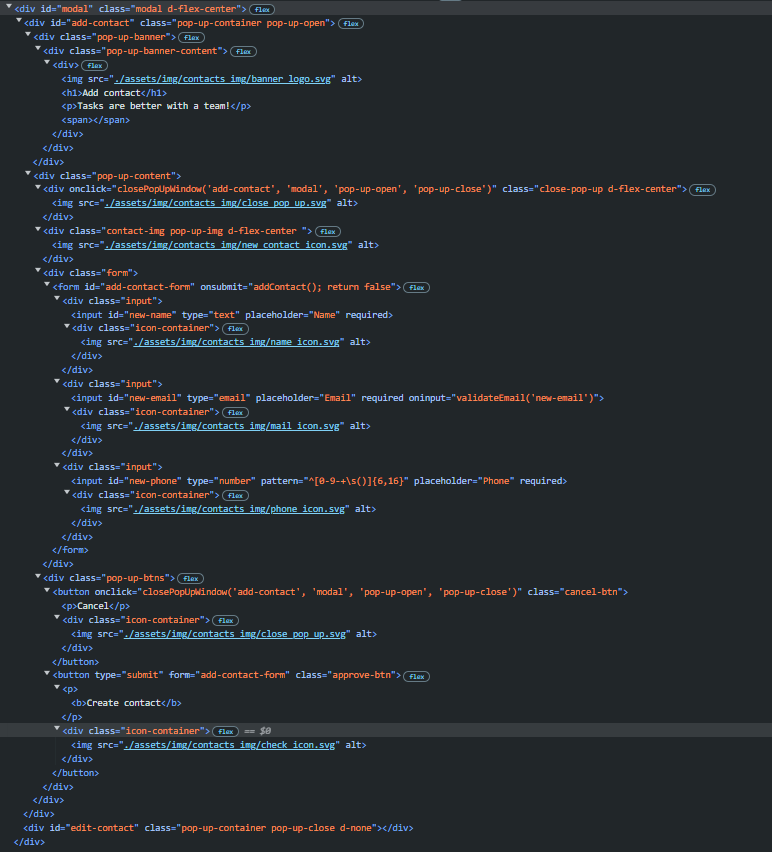 <div id="modal" class="modal d-flex-center"> flex
<div id="add-contact" class="pop-up-container pop-up-open"> flex
<div class="pop-up-banner"> flex
<div class="pop-up-banner-content"> flex
<div> flex
<img src="./assets/img/contacts_img/banner_logo.svg" alt>
<h1>Add contact</h1>
<p>Tasks are better with a team!</p>
<span></span>
</div>
</div>
</div>
<div class="pop-up-content">
<div onclick="closePopUpWindow('add-contact', 'modal', 'pop-up-open', 'pop-up-close')" class="close-pop-up d-flex-center"> flex
<img src="./assets/img/contacts_img/close_pop_up.svg" alt>
</div>
<div class="contact-img pop-up-img d-flex-center "> flex
<img src="./assets/img/contacts_img/new_contact_icon.svg" alt>
</div>
<div class="form">
<form id="add-contact-form" onsubmit="addContact(); return false"> flex
<div class="input">
<input id="new-name" type="text" placeholder="Name" required>
<div class="icon-container"> flex
<img src="./assets/img/contacts_img/name_icon.svg" alt>
</div>
</div>
<div class="input">
<input id="new-email" type="email" placeholder="Email" required oninput="validateEmail('new-email')">
<div class="icon-container"> flex
<img src="./assets/img/contacts_img/mail_icon.svg" alt>
</div>
</div>
<div class="input">
<input id="new-phone" type="number" pattern="^[0-9-+\s()]{6,16}" placeholder="Phone" required>
<div class="icon-container"> flex
<img src="./assets/img/contacts_img/phone_icon.svg" alt>
</div>
</div>
</form>
</div>
<div class="pop-up-btns"> flex
<button onclick="closePopUpWindow('add-contact', 'modal', 'pop-up-open', 'pop-up-close')" class="cancel-btn">
<p>Cancel</p>
<div class="icon-container"> flex
<img src="./assets/img/contacts_img/close_pop_up.svg" alt>
</div>
</button>
<button type="submit" form="add-contact-form" class="approve-btn"> flex
<p>
<b>Create contact</b>
</p>
<div class="icon-container"> flex == $0
<img src="./assets/img/contacts_img/check_icon.svg" alt>
</div>
</button>
</div>
</div>
</div>
<div id="edit-contact" class="pop-up-container pop-up-close d-none"></div>
</div>